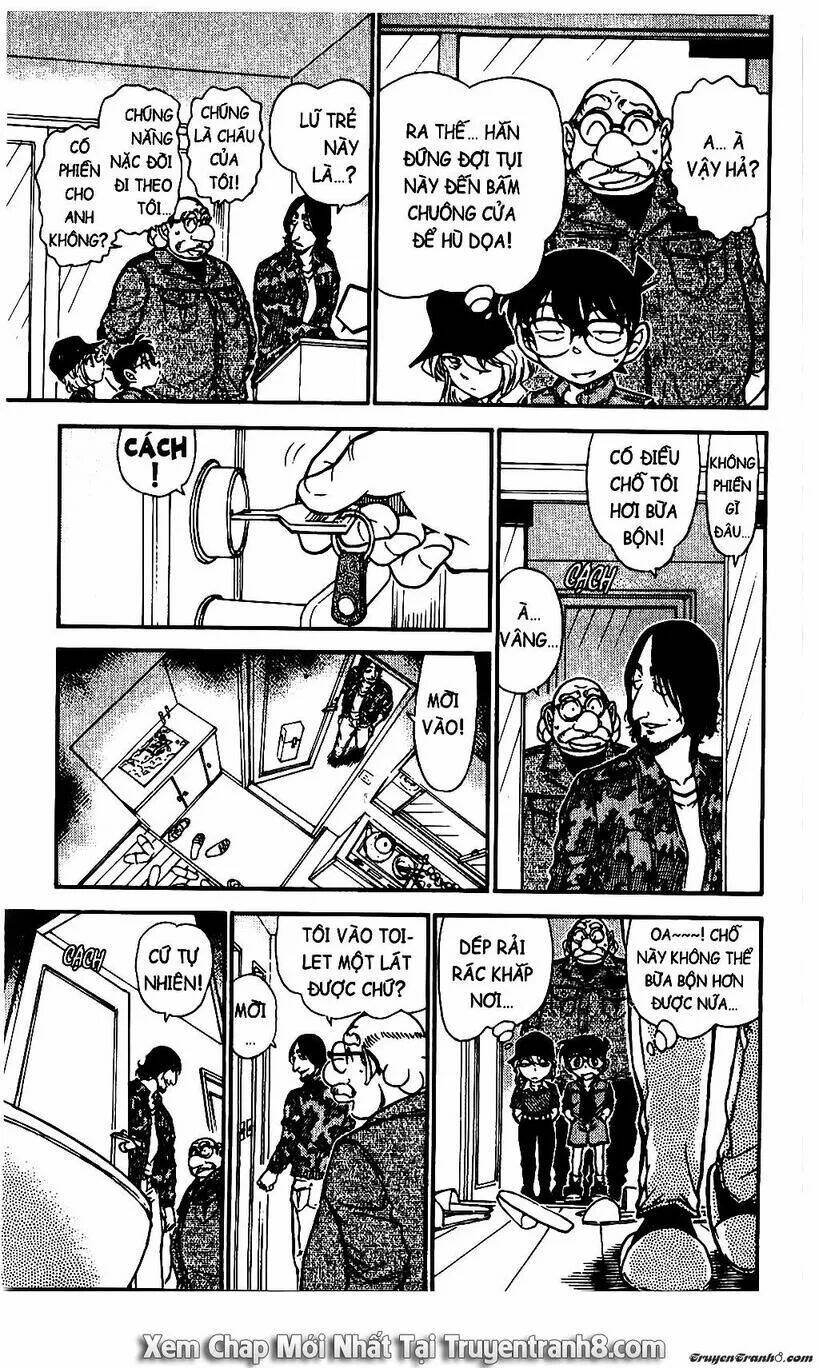 A... À
VẬY HẢ?
RA THẾ... HẮN
ĐỨNG ĐỢI TỤI
NÀY ĐẾN BẤM
CHUÔNG CỬA
ĐỂ HÙ DỌA!
LŨ TRẺ
NÀY
LÀ...?
CHÚNG
LÀ CHÁU
CỦA
TÔI!
CHÚNG
NĂNG
NẶC ĐÒI
ĐI THEO
TÔI...
CÓ
PHIỀN
CHO
ANH
KHÔNG?
KHÔNG
PHIỀN
GÌ
ĐÂU...
CÓ ĐIỀU
CHỖ TÔI
HƠI BỪA
BỘN!
CẠCH
À...
VÂNG...
CÁCH
!
MỜI
VÀO!
OA~~~! CHỖ
NÀY KHÔNG THỂ
BỪA BỘN HƠN
ĐƯỢC NỮA...
DÉP RẢI
RÁC KHẮP
NƠI...
TÔI VÀO TOI-
LET MỘT LÁT
ĐƯỢC CHỨ?
MỜI
...
CỨ TỰ
NHIÊN!
CẠCH
Xem Chap Mới Nhất Tại Truyentranh8.com
TruyenTranh8.com